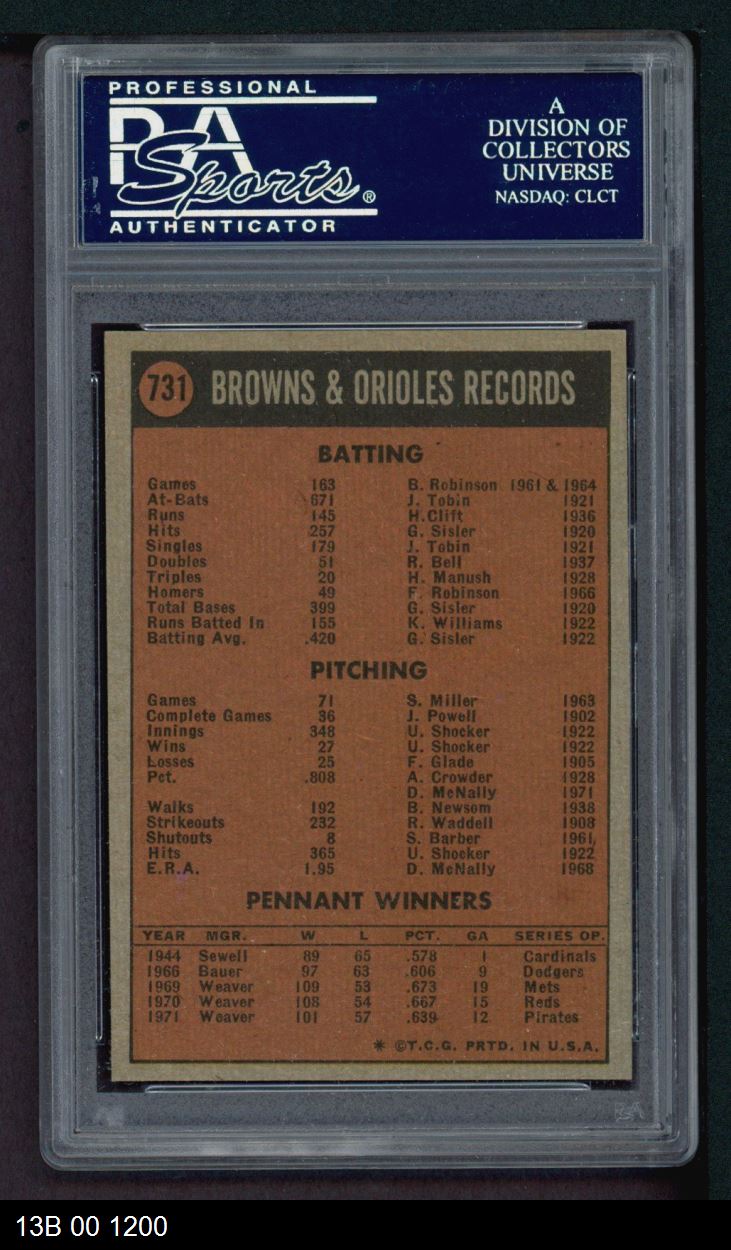 PROFESSIONAL
PSA
Sports®
AUTHENTICATOR
A
DIVISION OF
COLLECTORS
UNIVERSE
NASDAQ: CLCT
731 BROWNS & ORIOLES RECORDS
BATTING
Games 163 B. Robinson 1961 & 1964
At-Bats 671 J. Tobin 1921
Runs 145 H.Clift 1936
Hits 257 G. Sisler 1920
Singles 179 J. Tobin 1921
Doubles 51 R. Bell 1937
Triples 20 H. Manush 1928
Homers 49 F. Robinson 1966
Total Bases 399 G. Sisler 1920
Runs Batted In 155 K. Williams 1922
Batting Avg. .420 G. Sisler 1922
PITCHING
Games 71 S. Miller 1963
Complete Games 36 J. Powell 1902
Innings 348 U. Shocker 1922
Wins 27 U. Shocker 1922
Losses 25 F. Glade 1905
Pct. .808 A. Crowder 1928
D. McNally 1971
Walks 192 B. Newsom 1938
Strikeouts 232 R. Waddell 1908
Shutouts 8 S. Barber 1961
Hits 365 U. Shocker 1922
E.R.A. 1.95 D. McNally 1968
PENNANT WINNERS
YEAR MGR. W L PCT. GA SERIES OP.
1944 Sewell 89 65 .578 1 Cardinals
1966 Bauer 97 63 .606 9 Dodgers
1969 Weaver 109 53 .673 19 Mets
1970 Weaver 108 54 .667 15 Reds
1971 Weaver 101 57 .639 12 Pirates
* ©T.C.G. PRTD. IN U.S.A.
PSA
13B 00 1200